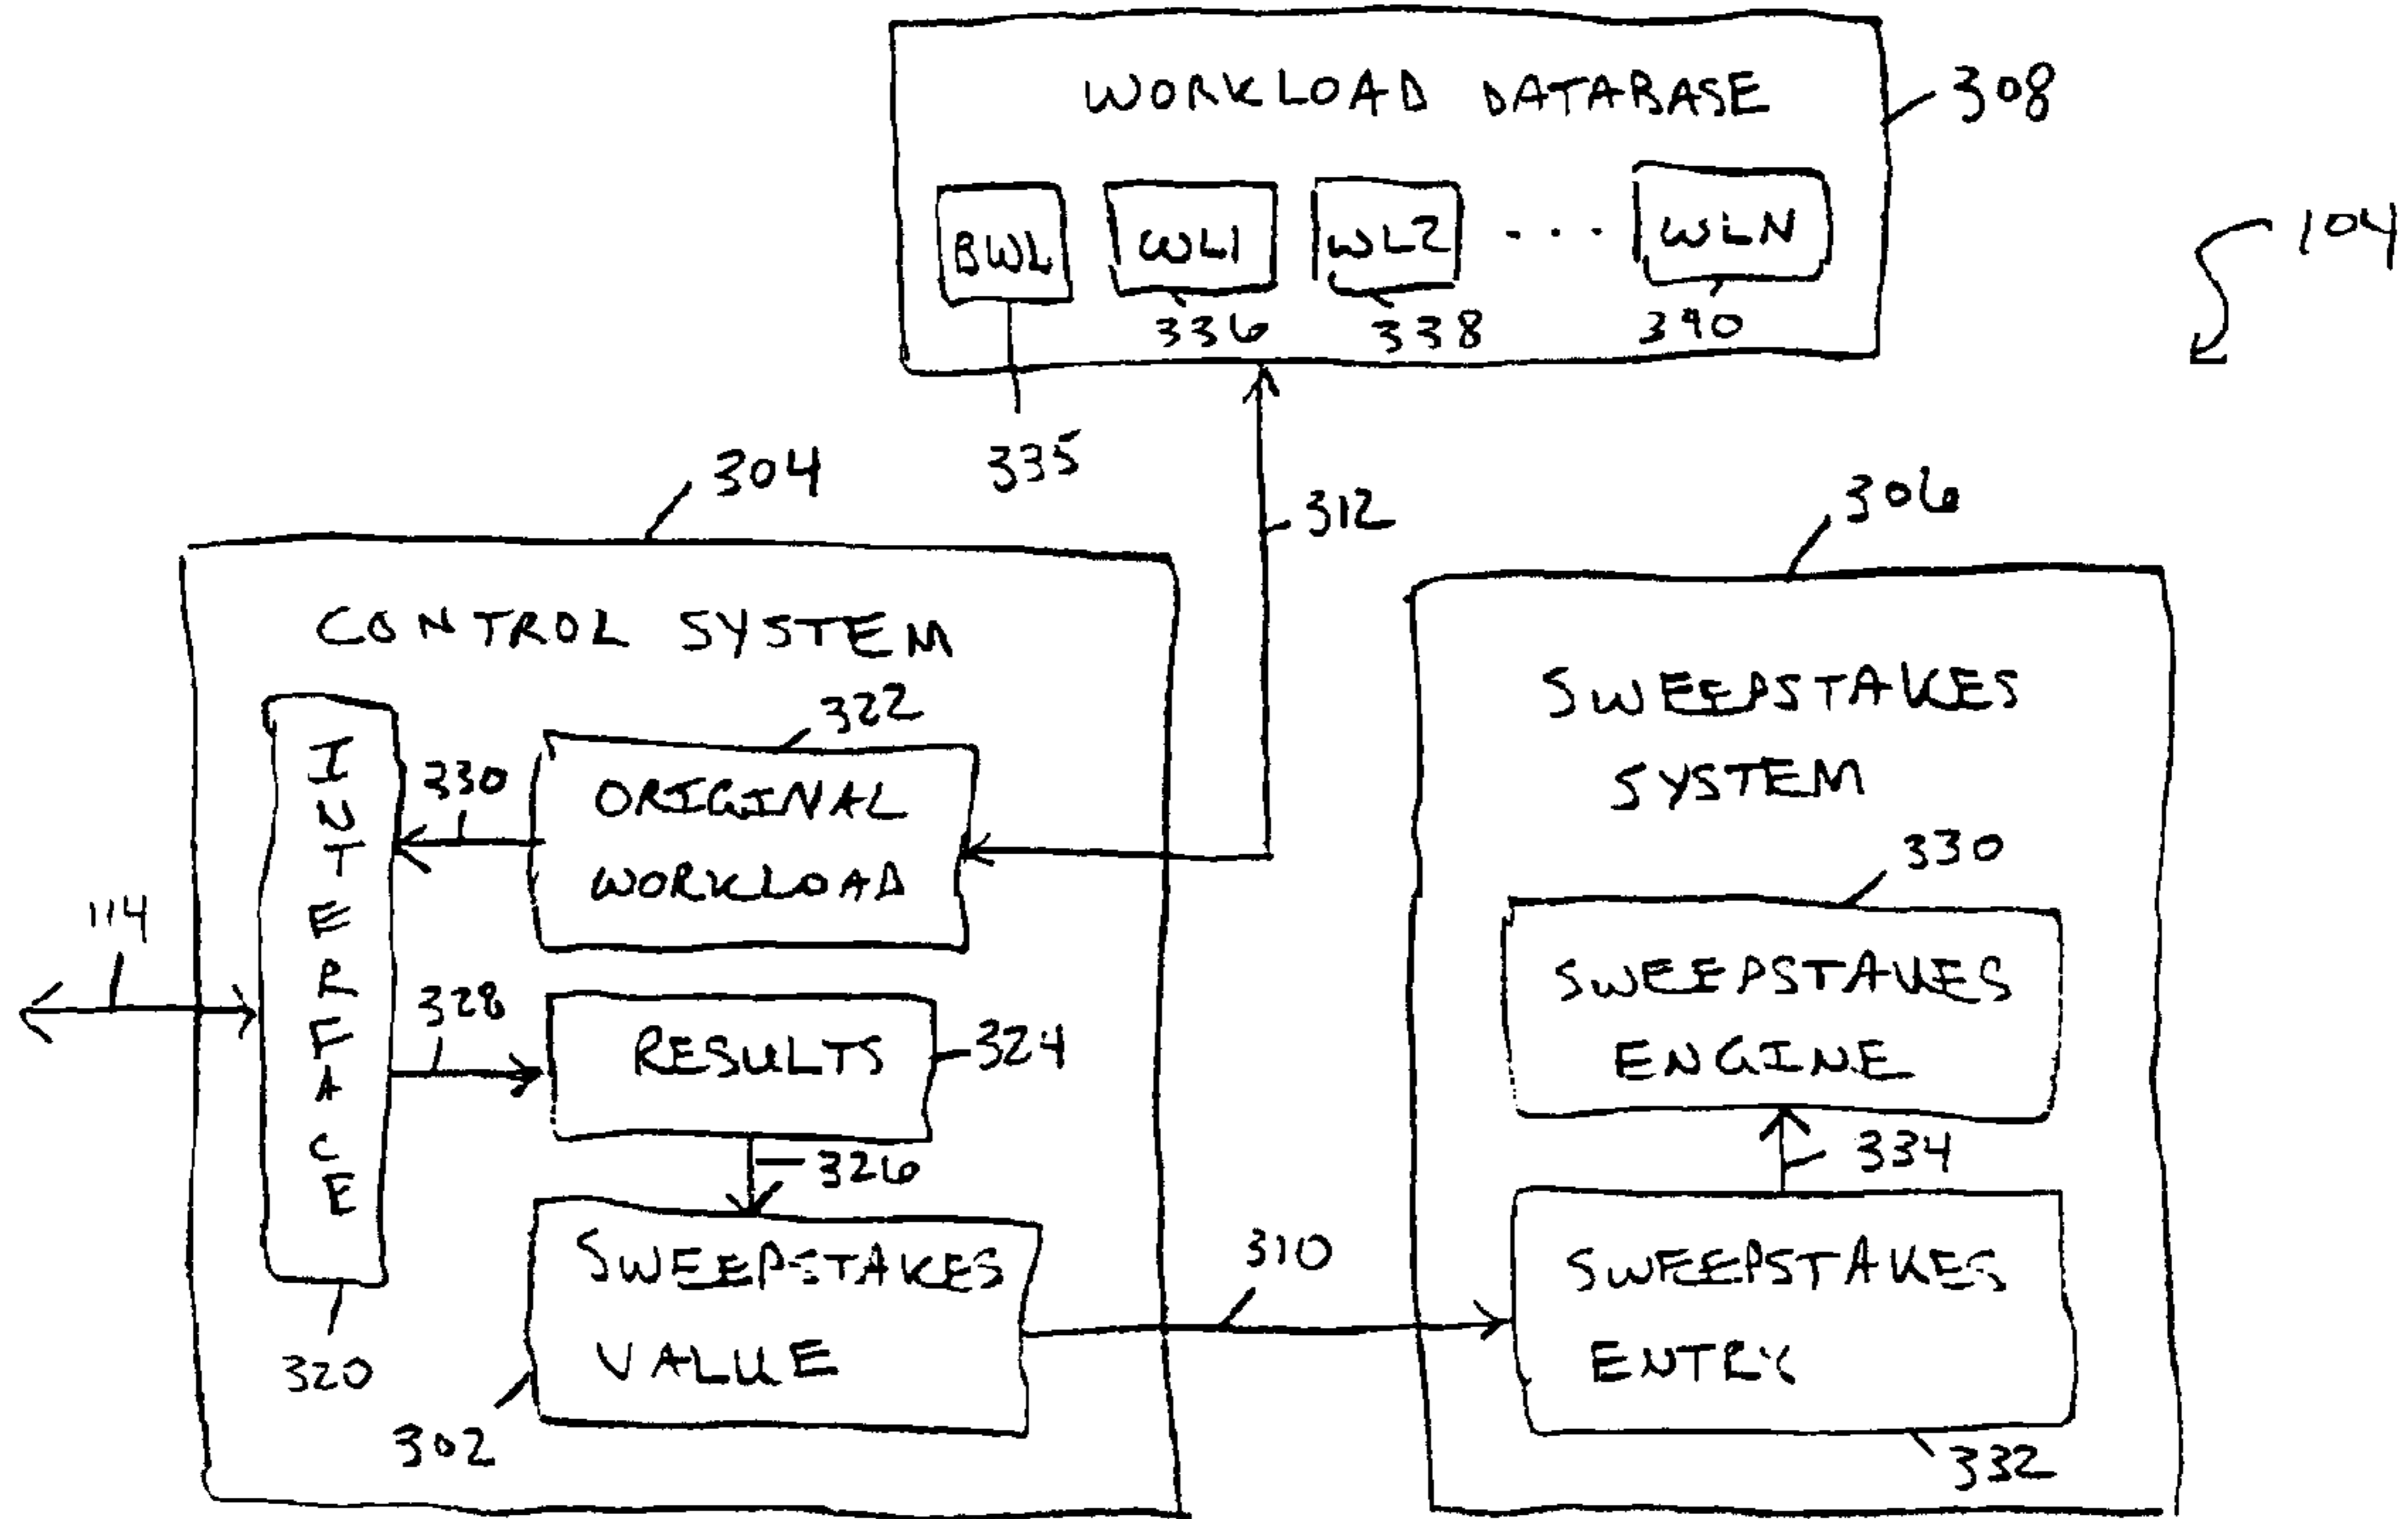 WORKLOAD DATABASE
308
BWL WL1 WL2 ... WLN
336 338 340
335
104
312
304
CONTROL SYSTEM
INTERFACE
320
322
ORIGINAL
WORKLOAD
330
114
328
RESULTS
324
326
SWEEPSTAKES
VALUE
302
310
306
SWEEPSTAKES
SYSTEM
330
SWEEPSTAKES
ENGINE
334
SWEEPSTAKES
ENTRY
332